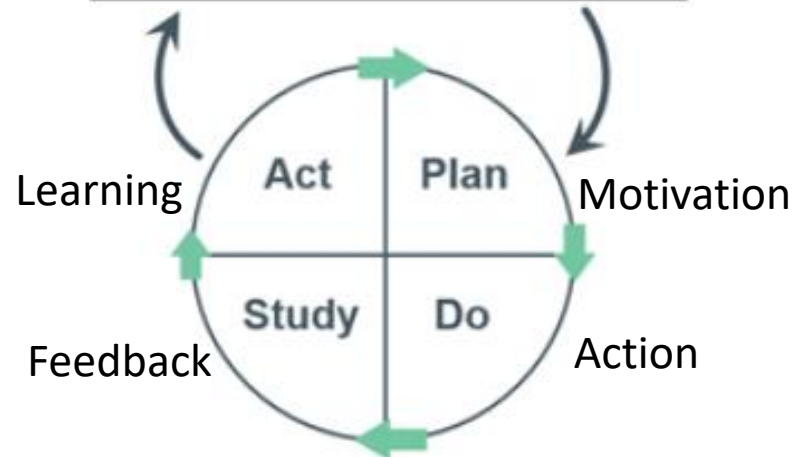 Act
Plan
Learning
Motivation
Study
Do
Feedback
Action